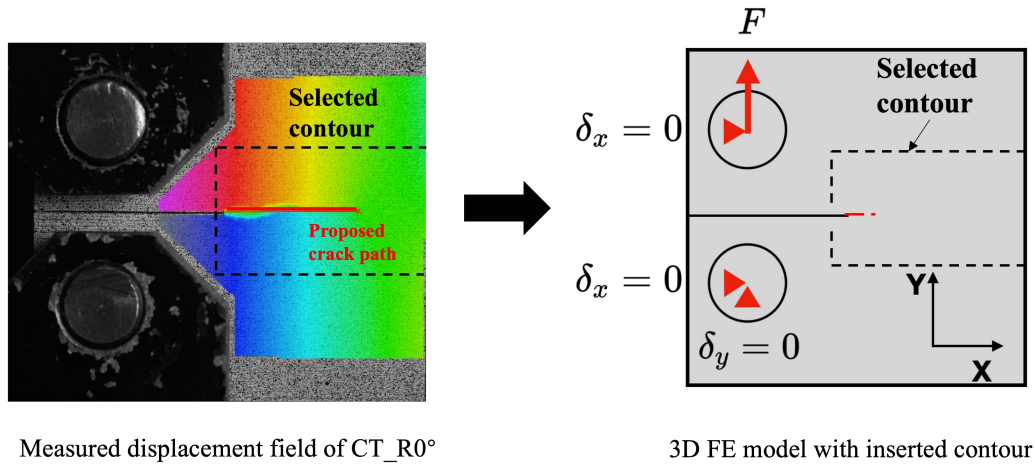 Selected
contour
Proposed
crack path
Measured displacement field of CT_R0°
F
Selected
contour
δx = 0
δx = 0
δy = 0
Y
X
3D FE model with inserted contour